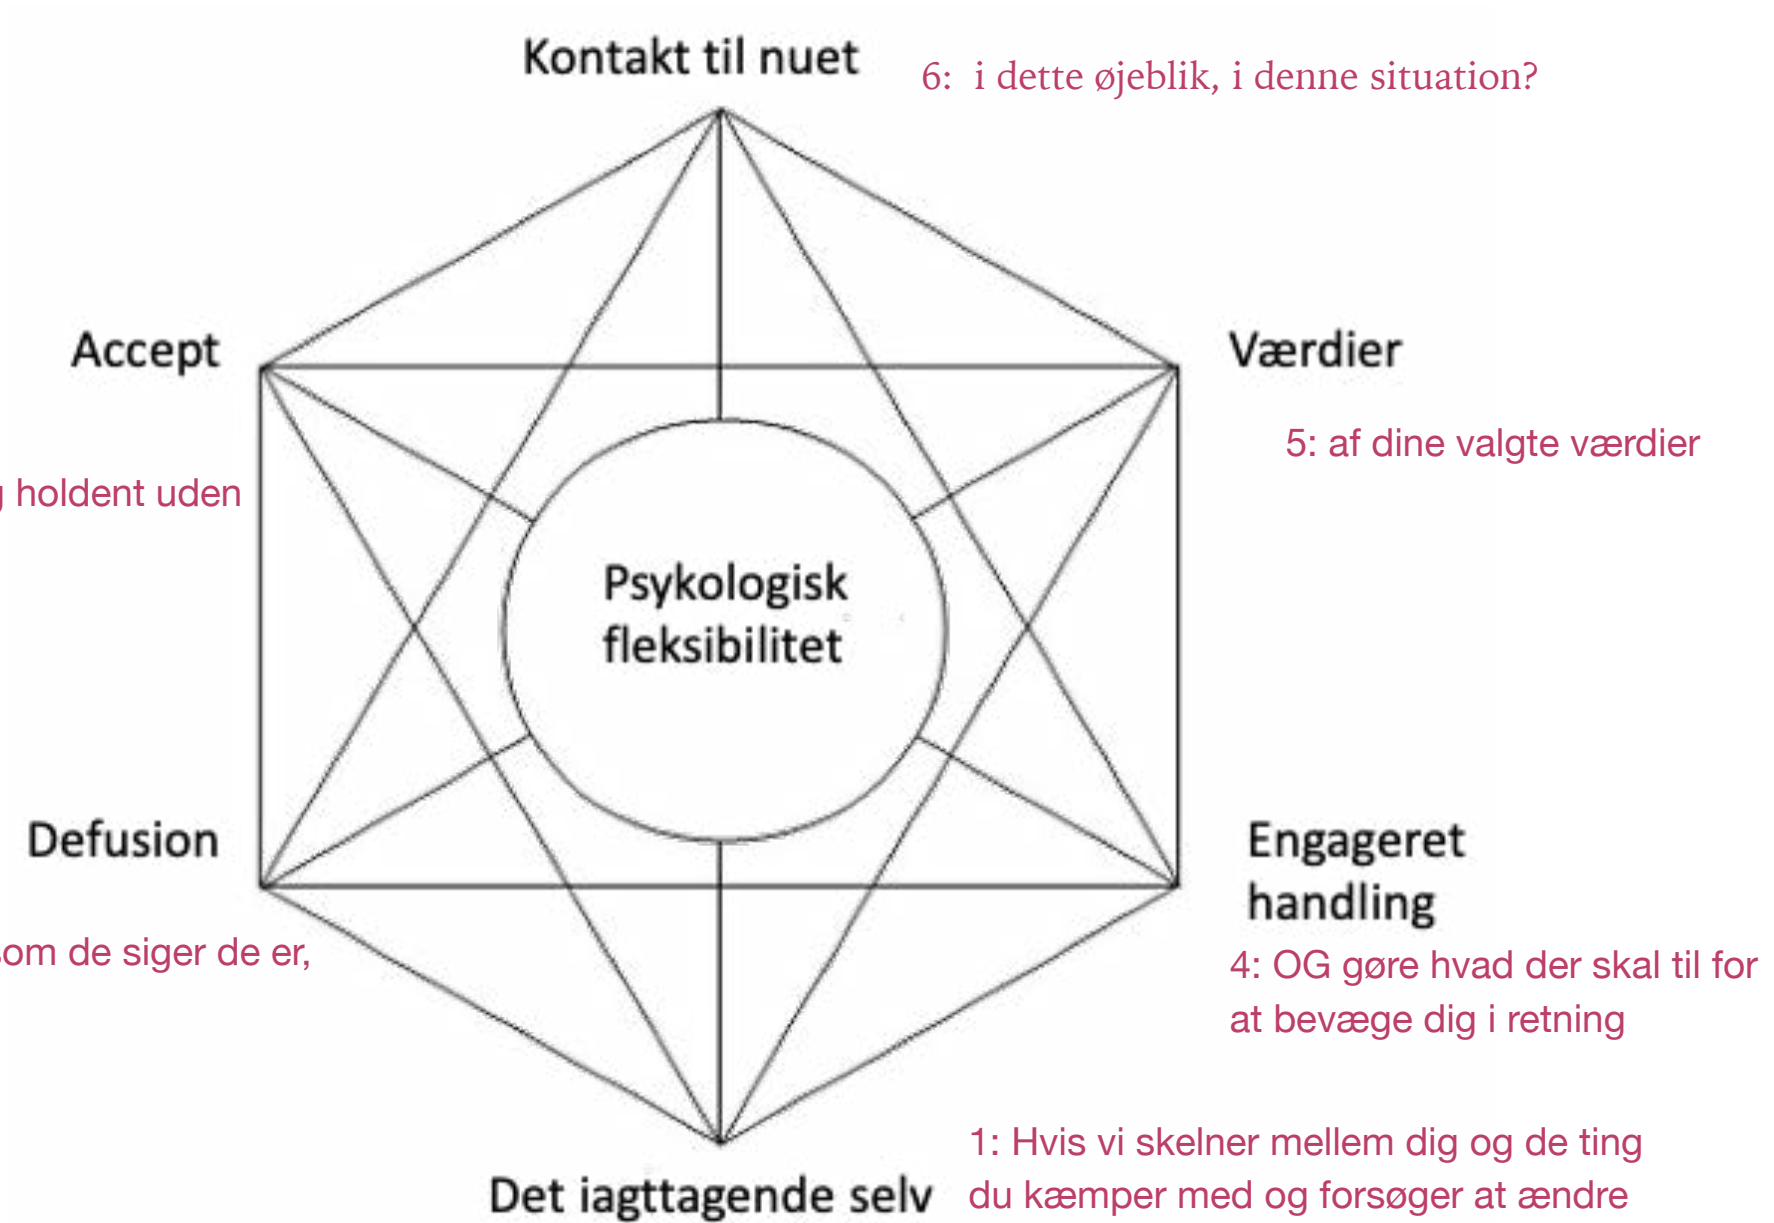 Kontakt til nuet
6: i dette øjeblik, i denne situation?
Accept
Værdier
5: af dine valgte værdier
holdent uden
Psykologisk
fleksibilitet
Defusion
Engageret
handling
som de siger de er,
4: OG gøre hvad der skal til for
at bevæge dig i retning
1: Hvis vi skelner mellem dig og de ting
du kæmper med og forsøger at ændre
Det iagttagende selv